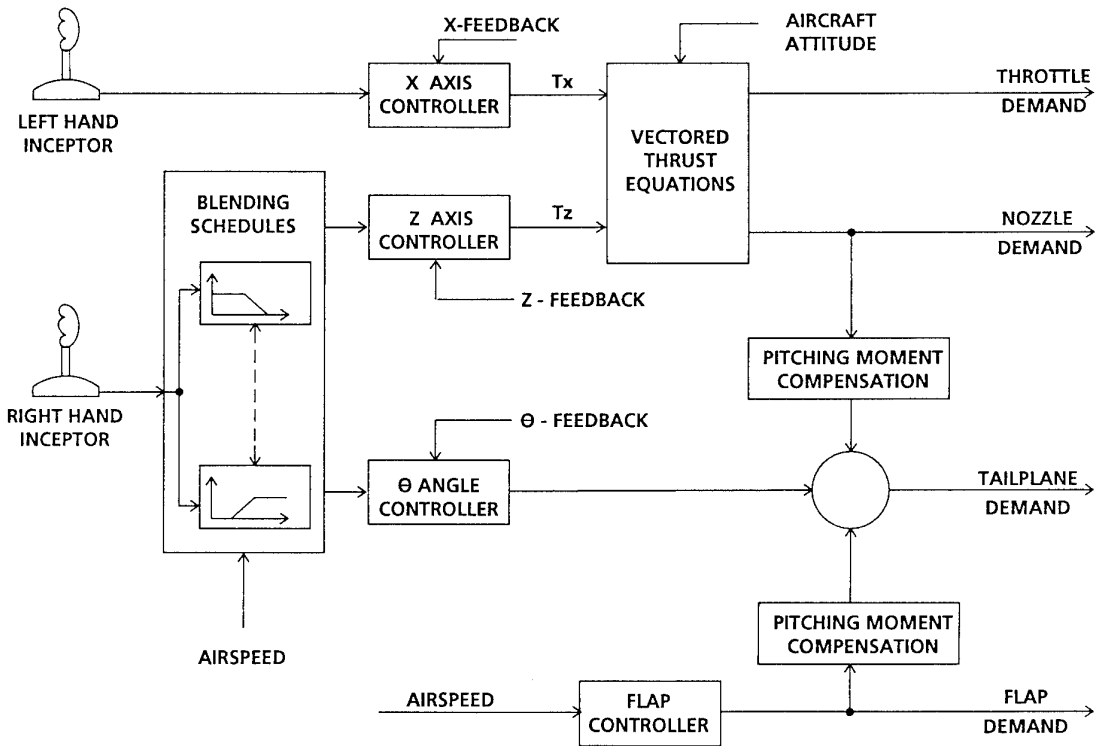 X-FEEDBACK
AIRCRAFT
ATTITUDE
LEFT HAND
INCEPTOR
X AXIS
CONTROLLER
Tx
VECTORED
THRUST
EQUATIONS
THROTTLE
DEMAND
BLENDING
SCHEDULES
Z AXIS
CONTROLLER
Tz
NOZZLE
DEMAND
Z - FEEDBACK
PITCHING MOMENT
COMPENSATION
RIGHT HAND
INCEPTOR
Θ - FEEDBACK
Θ ANGLE
CONTROLLER
TAILPLANE
DEMAND
PITCHING MOMENT
COMPENSATION
AIRSPEED
AIRSPEED
FLAP
CONTROLLER
FLAP
DEMAND